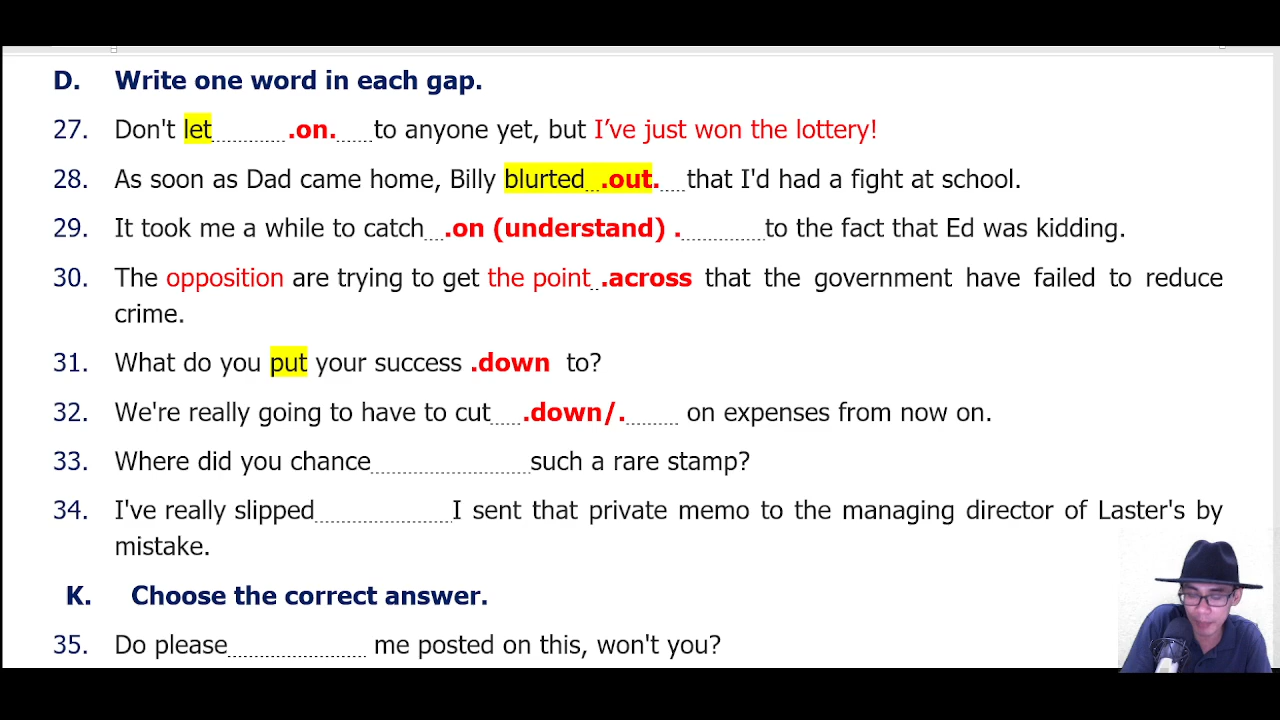 D. Write one word in each gap.
27. Don't let............on......to anyone yet, but I've just won the lottery!
28. As soon as Dad came home, Billy blurted...out.....that I'd had a fight at school.
29. It took me a while to catch....on (understand) .............to the fact that Ed was kidding.
30. The opposition are trying to get the point...across that the government have failed to reduce
crime.
31. What do you put your success .down to?
32. We're really going to have to cut.....down/......... on expenses from now on.
33. Where did you chance........................such a rare stamp?
34. I've really slipped.....................I sent that private memo to the managing director of Laster's by
mistake.
K. Choose the correct answer.
35. Do please..................... me posted on this, won't you?